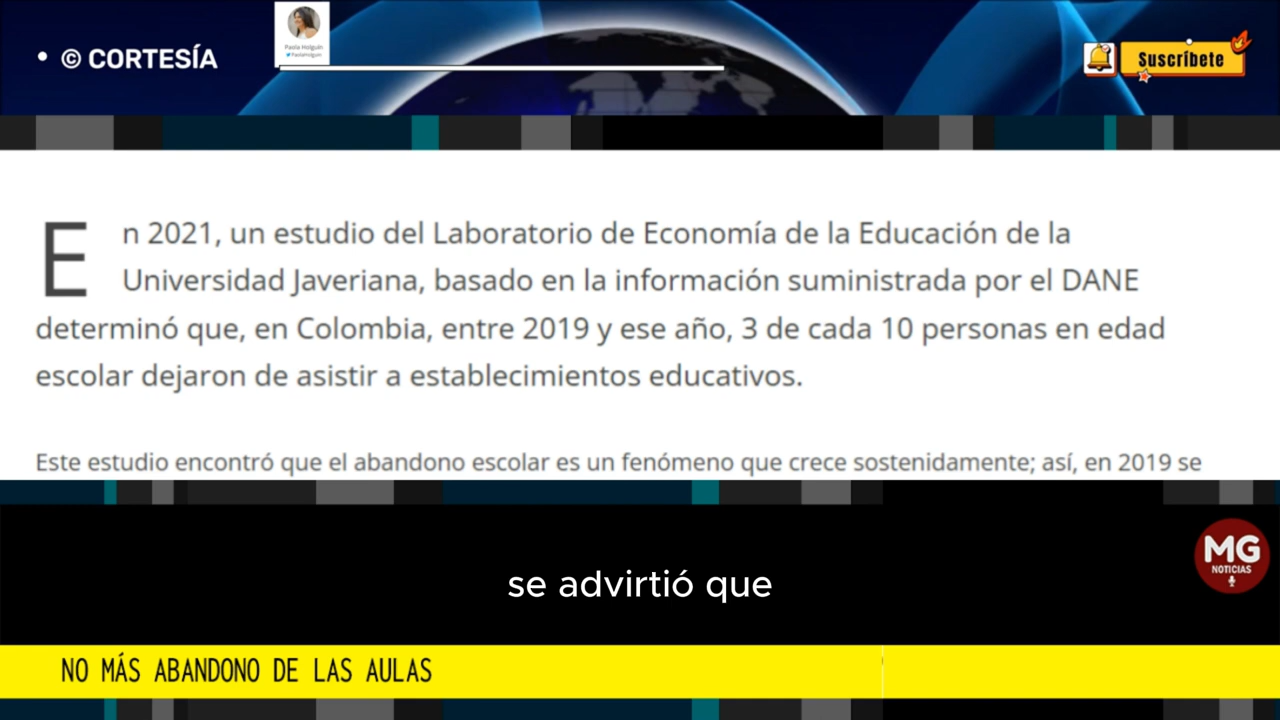 • © CORTESÍA
Paola Holguín
@PaolaHolguin
Suscríbete
En 2021, un estudio del Laboratorio de Economía de la Educación de la
Universidad Javeriana, basado en la información suministrada por el DANE
determinó que, en Colombia, entre 2019 y ese año, 3 de cada 10 personas en edad
escolar dejaron de asistir a establecimientos educativos.
Este estudio encontró que el abandono escolar es un fenómeno que crece sostenidamente; así, en 2019 se
MG
NOTICIAS
se advirtió que
NO MÁS ABANDONO DE LAS AULAS